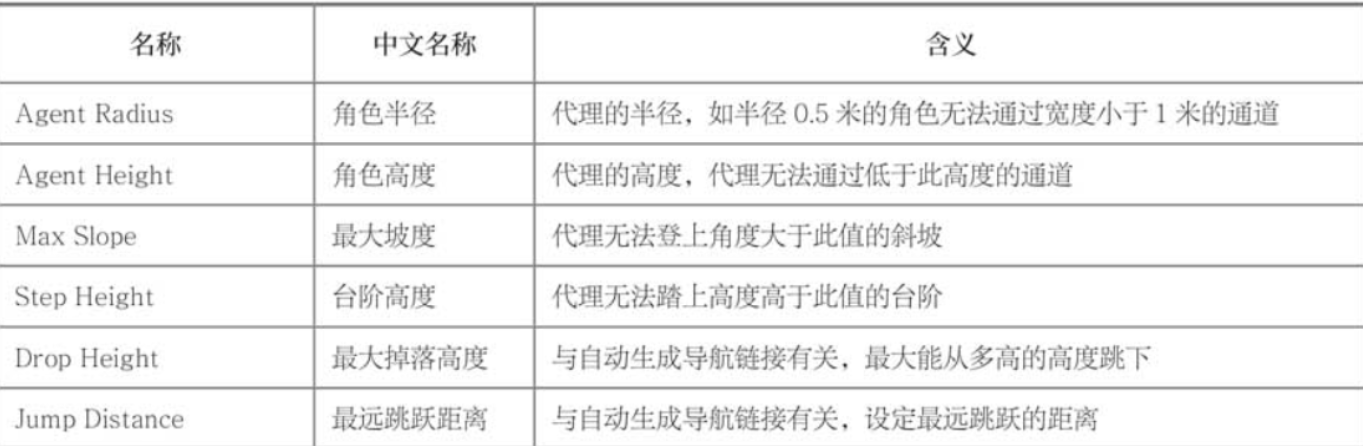 名称 中文名称 含义
Agent Radius 角色半径 代理的半径，如半径 0.5 米的角色无法通过宽度小于 1 米的通道
Agent Height 角色高度 代理的高度，代理无法通过低于此高度的通道
Max Slope 最大坡度 代理无法登上角度大于此值的斜坡
Step Height 台阶高度 代理无法踏上高度高于此值的台阶
Drop Height 最大掉落高度 与自动生成导航链接有关，最大能从多高的高度跳下
Jump Distance 最远跳跃距离 与自动生成导航链接有关，设定最远跳跃的距离